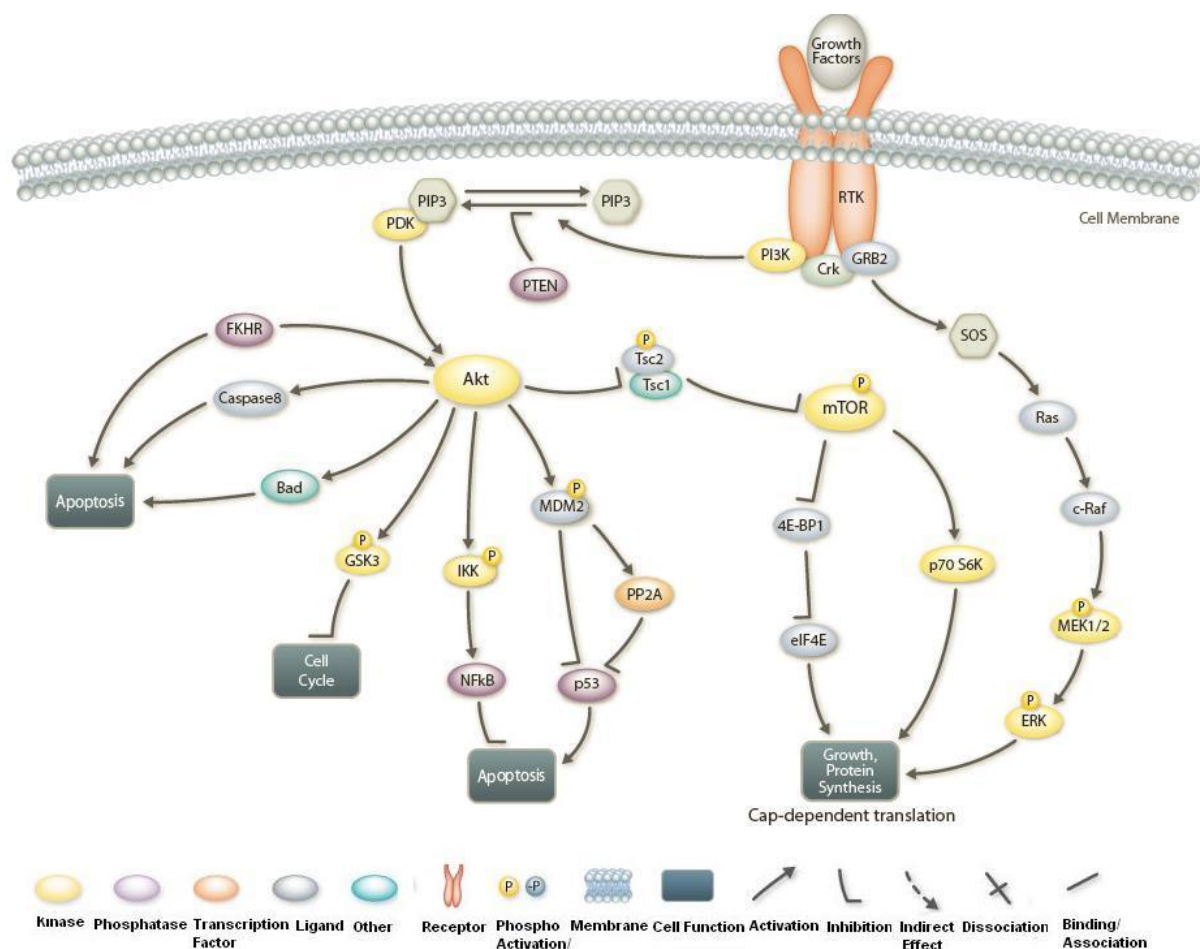 Growth
Factors
RTK
Cell Membrane
PIP3
PIP3
PDK
PTEN
PI3K
Crk
GRB2
SOS
FKHR
Akt
P
Tsc2
Tsc1
P
mTOR
Ras
Caspase8
Apoptosis
Bad
P
MDM2
4E-BP1
c-Raf
P
GSK3
P
IKK
PP2A
p70 S6K
P
MEK1/2
Cell
Cycle
NFkB
p53
eIF4E
P
ERK
Apoptosis
Growth,
Protein
Synthesis
Cap-dependent translation
P
-P
Kinase
Phosphatase
Transcription
Factor
Ligand
Other
Receptor
Phospho
Activation/
Membrane
Cell Function
Activation
Inhibition
Indirect
Effect
Dissociation
Binding/
Association